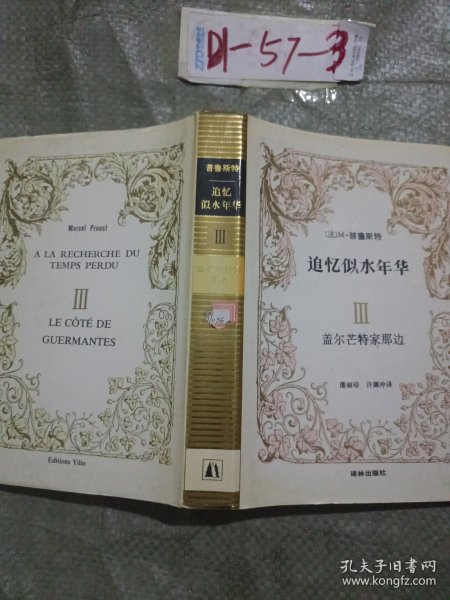 D1-57-3
Marcel Proust
A LA RECHERCHE DU
TEMPS PERDU
III
LE CÔTÉ DE
GUERMANTES
Editions Yilin
普鲁斯特
追忆
似水年华
III
〔法〕M·普鲁斯特
追忆似水年华
III
盖尔芒特家那边
潘丽珍 许渊冲译
译林出版社
孔夫子旧书网
www.kongfz.com